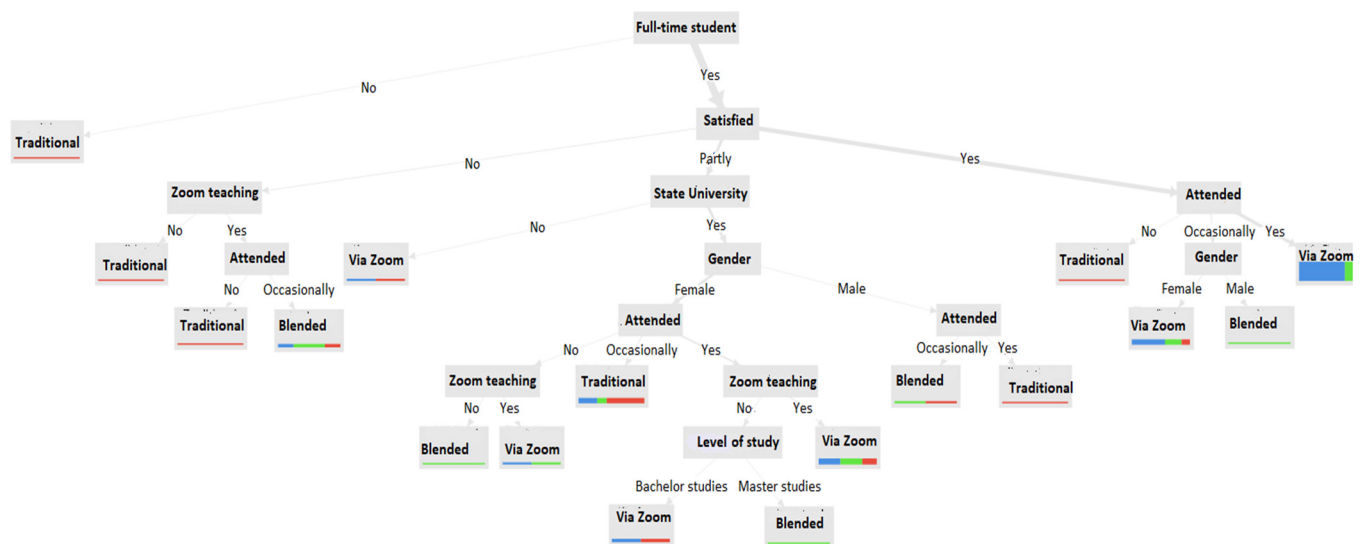 Full-time student
No
Yes
Traditional
Satisfied
No
Partly
Yes
Zoom teaching
State University
Attended
No
Yes
No
Yes
No
Occasionally
Yes
Traditional
Attended
Via Zoom
Gender
Traditional
Gender
Via Zoom
No
Occasionally
Female
Male
Female
Male
Traditional
Blended
Attended
Attended
Via Zoom
Blended
No
Occasionally
Yes
Occasionally
Yes
Zoom teaching
Traditional
Zoom teaching
Blended
Traditional
No
Yes
No
Yes
Blended
Via Zoom
Level of study
Via Zoom
Bachelor studies
Master studies
Via Zoom
Blended